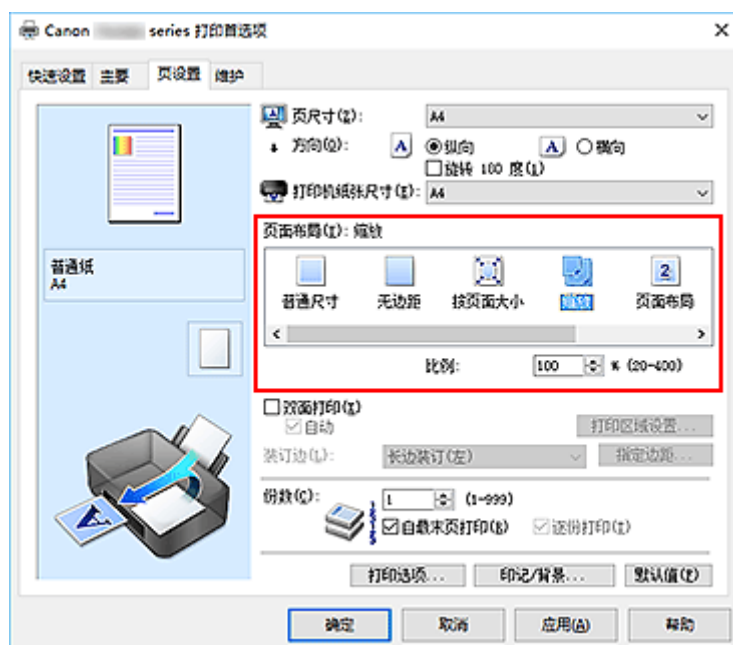 Canon series 打印首选项
快速设置 主要 页设置 维护
页尺寸(Z): A4
方向(O): A 纵向 A 横向
旋转 180 度(L)
打印机纸张尺寸(E): A4
页面布局(I): 缩放
普通尺寸 无边距 按页面大小 缩放 页面布局
比例: 100 % (20-400)
普通纸
A4
双面打印(X)
自动 打印区域设置...
装订边(L): 长边装订(左) 指定边距...
份数(C): 1 (1-999)
自最末页打印(B) 逐份打印(I)
打印选项... 印记/背景... 默认值(F)
确定 取消 应用(A) 帮助